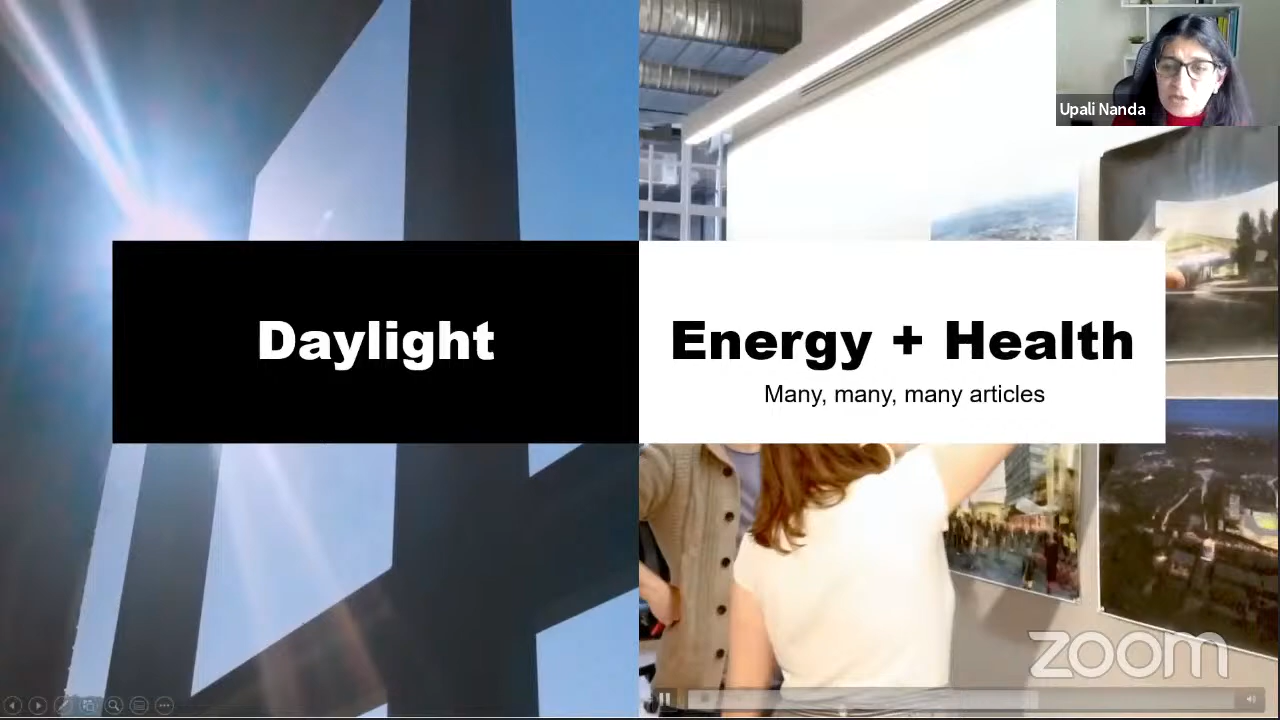 Upali Nanda
Daylight
Energy + Health
Many, many, many articles
zoom